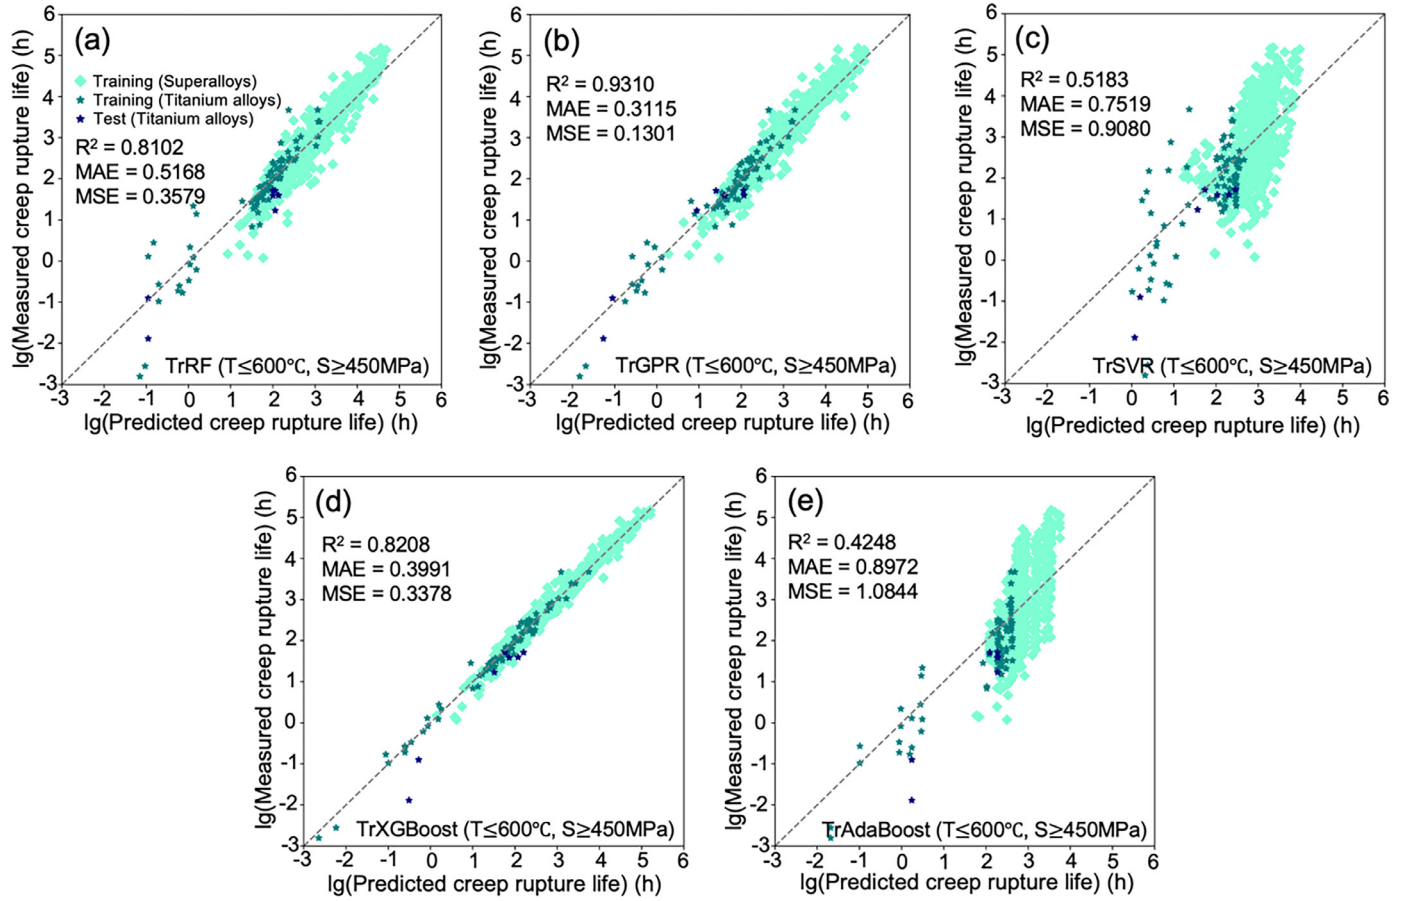 (a)
Training (Superalloys)
Training (Titanium alloys)
Test (Titanium alloys)
R² = 0.8102
MAE = 0.5168
MSE = 0.3579
TrRF (T≤600℃, S≥450MPa)
lg(Measured creep rupture life) (h)
6
5
4
3
2
1
0
-1
-2
-3
-3 -2 -1 0 1 2 3 4 5 6
lg(Predicted creep rupture life) (h)
(b)
R² = 0.9310
MAE = 0.3115
MSE = 0.1301
TrGPR (T≤600℃, S≥450MPa)
lg(Measured creep rupture life) (h)
6
5
4
3
2
1
0
-1
-2
-3
-3 -2 -1 0 1 2 3 4 5 6
lg(Predicted creep rupture life) (h)
(c)
R² = 0.5183
MAE = 0.7519
MSE = 0.9080
TrSVR (T≤600℃, S≥450MPa)
lg(Measured creep rupture life) (h)
6
5
4
3
2
1
0
-1
-2
-3
-3 -2 -1 0 1 2 3 4 5 6
lg(Predicted creep rupture life) (h)
(d)
R² = 0.8208
MAE = 0.3991
MSE = 0.3378
TrXGBoost (T≤600℃, S≥450MPa)
lg(Measured creep rupture life) (h)
6
5
4
3
2
1
0
-1
-2
-3
-3 -2 -1 0 1 2 3 4 5 6
lg(Predicted creep rupture life) (h)
(e)
R² = 0.4248
MAE = 0.8972
MSE = 1.0844
TrAdaBoost (T≤600℃, S≥450MPa)
lg(Measured creep rupture life) (h)
6
5
4
3
2
1
0
-1
-2
-3
-3 -2 -1 0 1 2 3 4 5 6
lg(Predicted creep rupture life) (h)